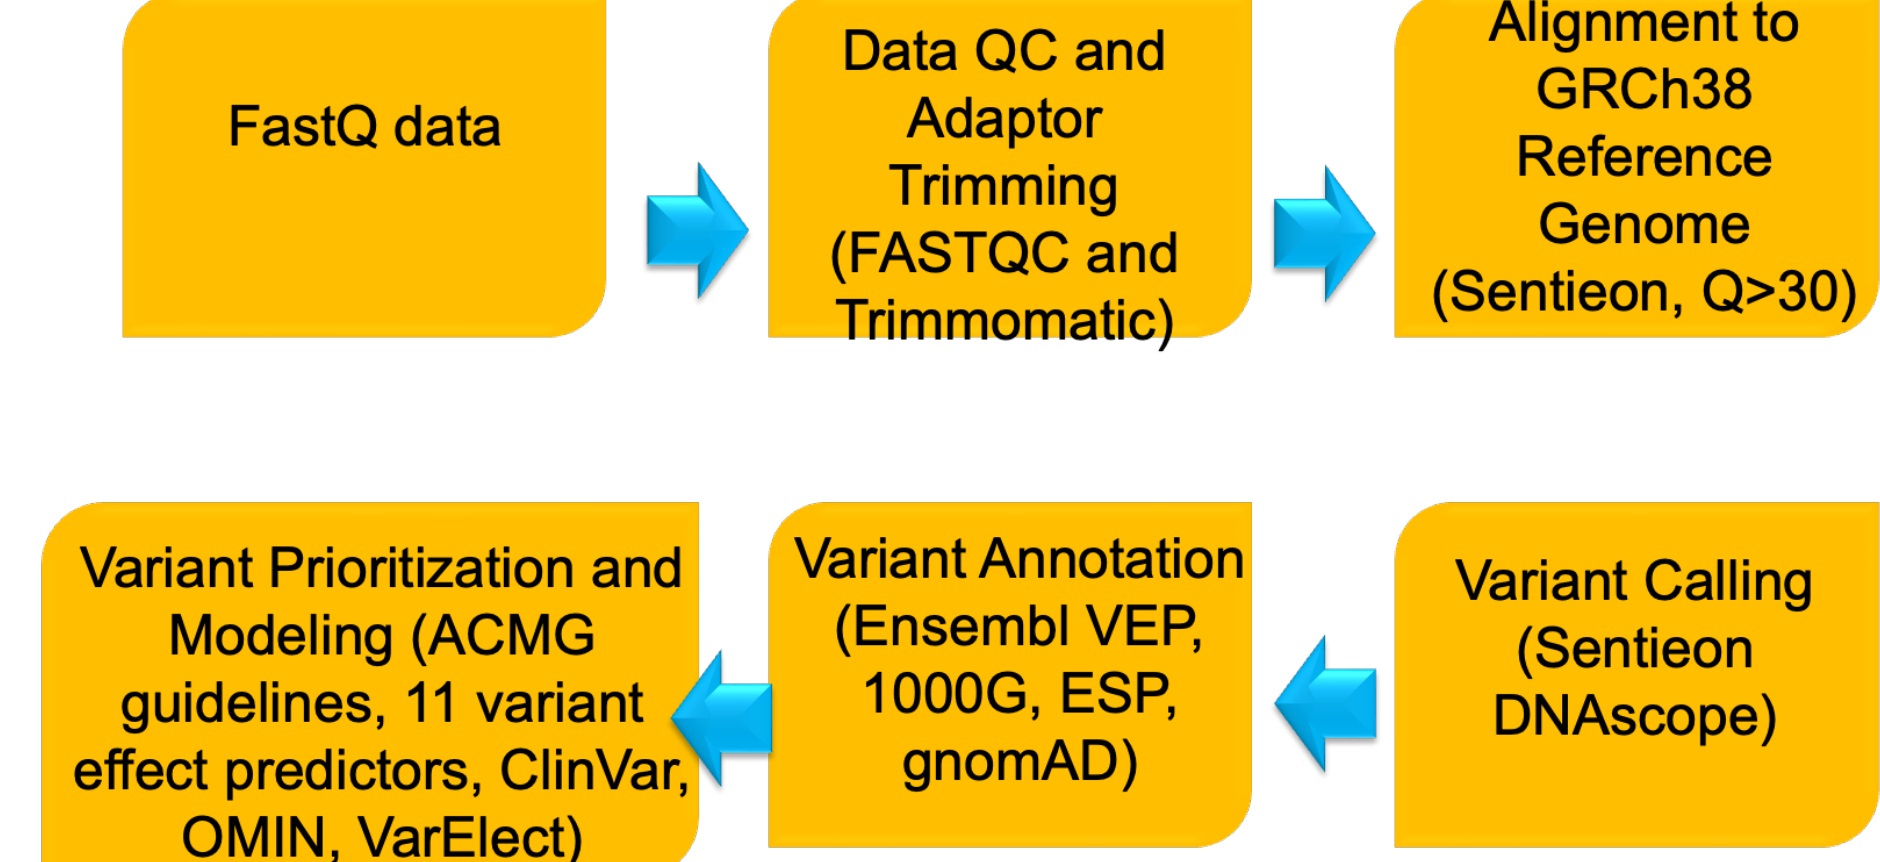 FastQ data
Data QC and
Adaptor
Trimming
(FASTQC and
Trimmomatic)
Alignment to
GRCh38
Reference
Genome
(Sentieon, Q>30)
Variant Prioritization and
Modeling (ACMG
guidelines, 11 variant
effect predictors, ClinVar,
OMIN, VarElect)
Variant Annotation
(Ensembl VEP,
1000G, ESP,
gnomAD)
Variant Calling
(Sentieon
DNAscope)